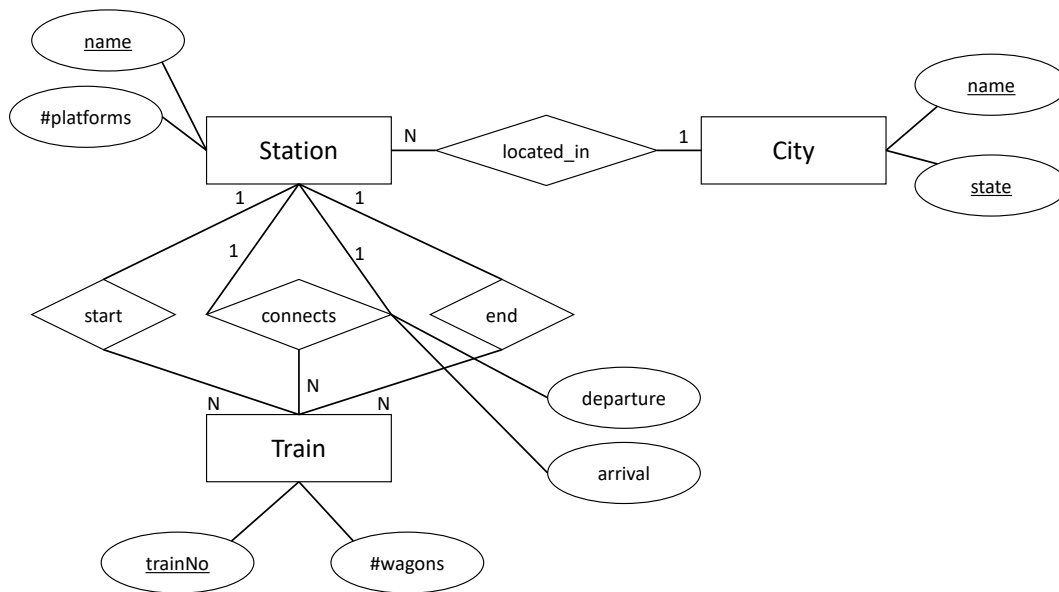 name
#platforms
Station
N
located_in
1
City
name
state
1
1
1
1
start
connects
end
N
N
N
departure
arrival
Train
trainNo
#wagons